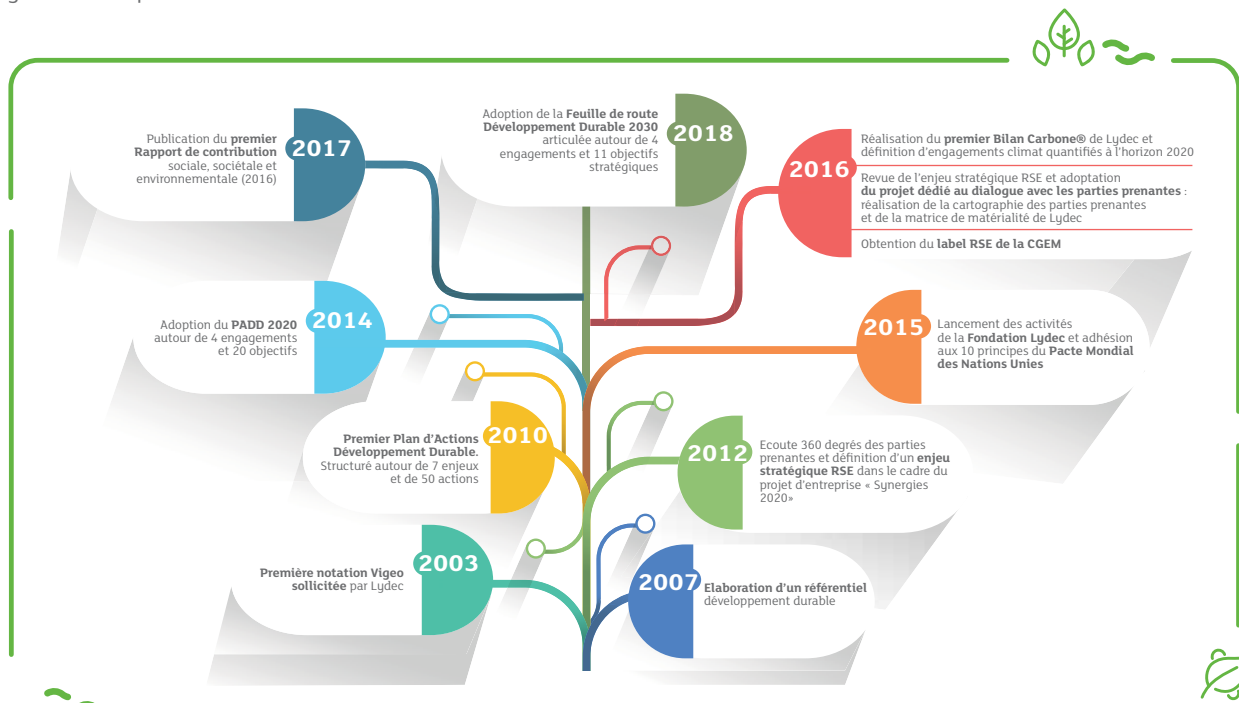 2017
Publication du premier
Rapport de contribution
sociale, sociétale et
environnementale (2016)
2018
Adoption de la Feuille de route
Développement Durable 2030
articulée autour de 4
engagements et 11 objectifs
stratégiques
2016
Réalisation du premier Bilan Carbone® de Lydec et
définition d'engagements climat quantifiés à l'horizon 2020
Revue de l'enjeu stratégique RSE et adoption
du projet dédié au dialogue avec les parties prenantes :
réalisation de la cartographie des parties prenantes
et de la matrice de matérialité de Lydec
Obtention du label RSE de la CGEM
2014
Adoption du PADD 2020
autour de 4 engagements
et 20 objectifs
2015
Lancement des activités
de la Fondation Lydec et adhésion
aux 10 principes du Pacte Mondial
des Nations Unies
2010
Premier Plan d'Actions
Développement Durable.
Structuré autour de 7 enjeux
et de 50 actions
2012
Ecoute 360 degrés des parties
prenantes et définition d'un enjeu
stratégique RSE dans le cadre du
projet d'entreprise « Synergies
2020»
2003
Première notation Vigeo
sollicitée par Lydec
2007
Elaboration d'un référentiel
développement durable